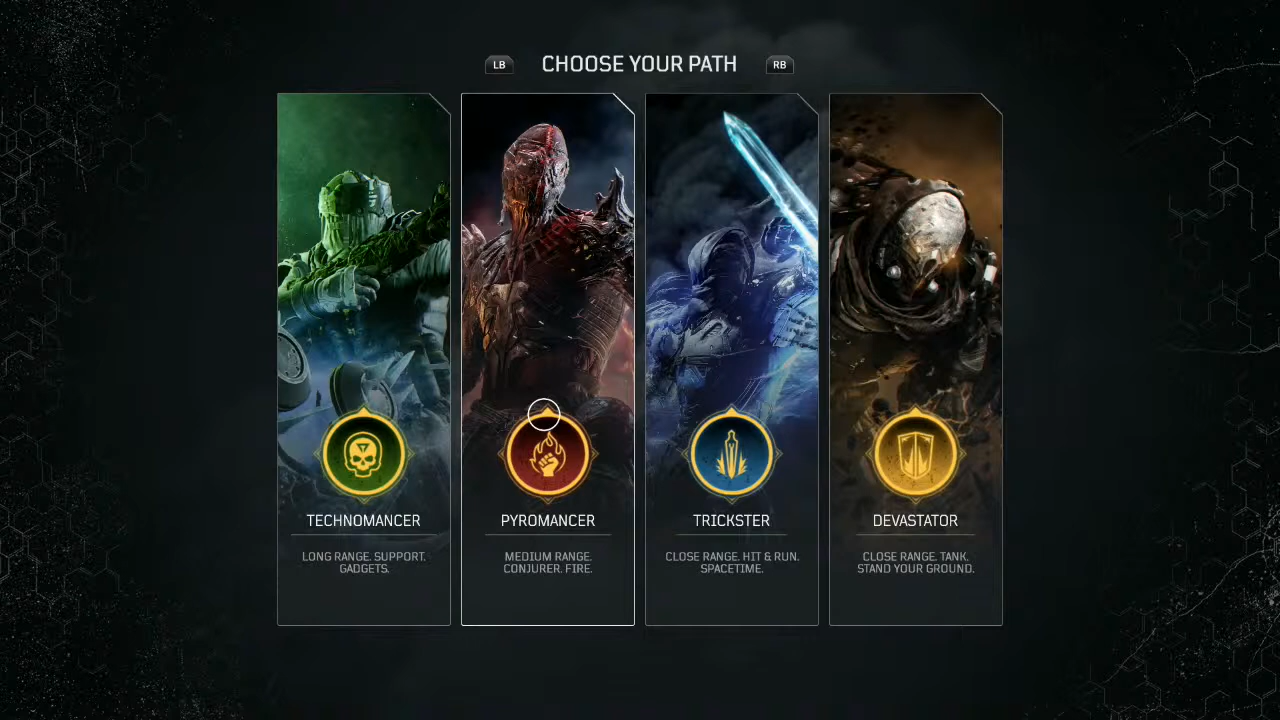 LB CHOOSE YOUR PATH RB
TECHNOMANCER
LONG RANGE. SUPPORT.
GADGETS.
PYROMANCER
MEDIUM RANGE.
CONJURER. FIRE.
TRICKSTER
CLOSE RANGE. HIT & RUN.
SPACETIME.
DEVASTATOR
CLOSE RANGE. TANK.
STAND YOUR GROUND.